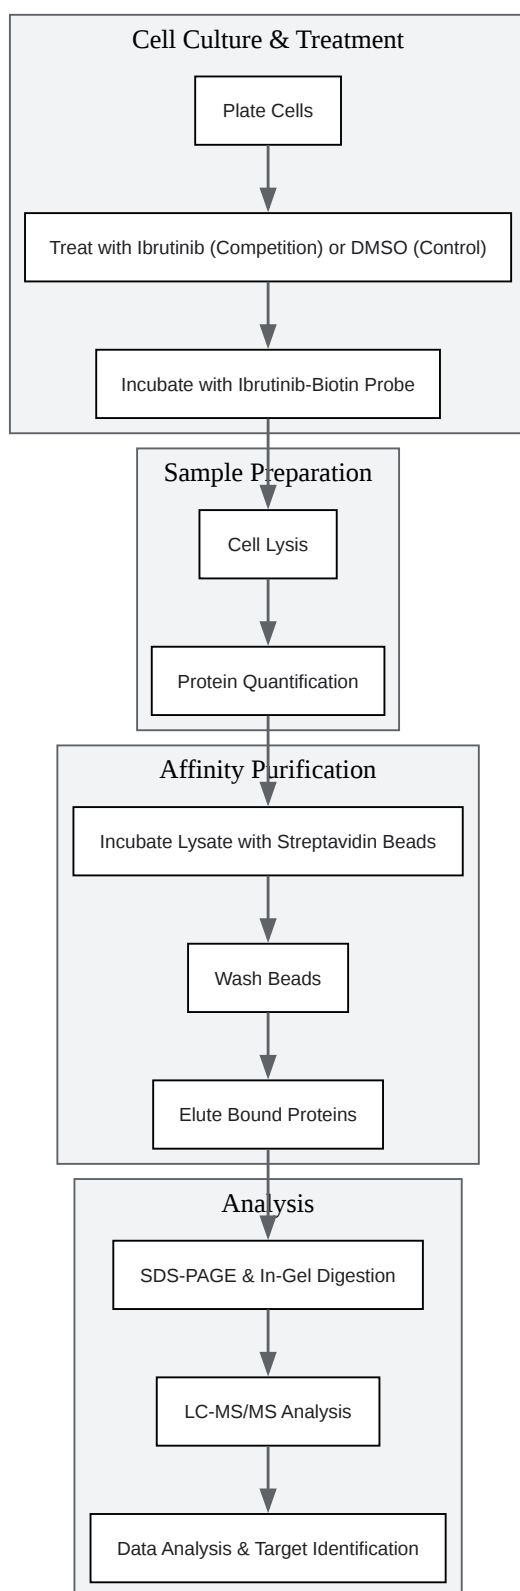 Cell Culture & Treatment
Plate Cells
Treat with Ibrutinib (Competition) or DMSO (Control)
Incubate with Ibrutinib-Biotin Probe
Sample Preparation
Cell Lysis
Protein Quantification
Affinity Purification
Incubate Lysate with Streptavidin Beads
Wash Beads
Elute Bound Proteins
Analysis
SDS-PAGE & In-Gel Digestion
LC-MS/MS Analysis
Data Analysis & Target Identification